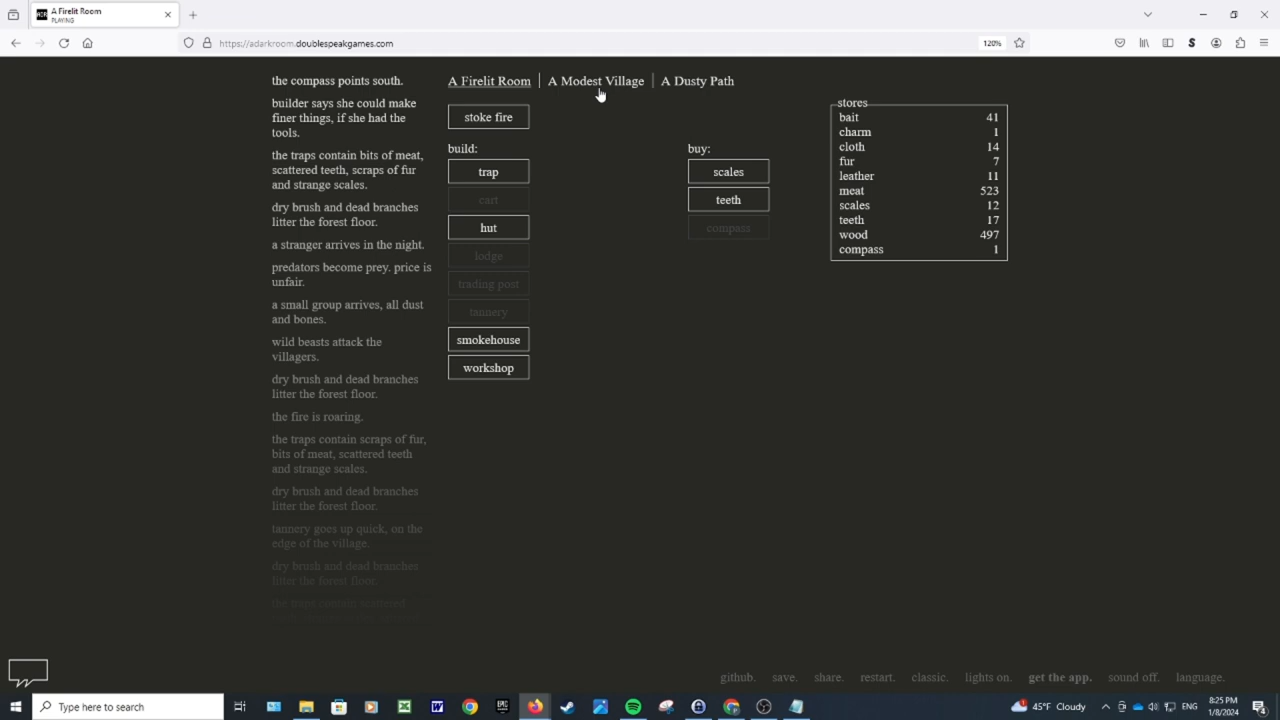 A Firelit Room
PLAYING
https://adarkroom.doublespeakgames.com
120%
the compass points south.
builder says she could make
finer things, if she had the
tools.
the traps contain bits of meat,
scattered teeth, scraps of fur
and strange scales.
dry brush and dead branches
litter the forest floor.
a stranger arrives in the night.
predators become prey. price is
unfair.
a small group arrives, all dust
and bones.
wild beasts attack the
villagers.
dry brush and dead branches
litter the forest floor.
the fire is roaring.
the traps contain scraps of fur,
bits of meat, scattered teeth
and strange scales.
dry brush and dead branches
litter the forest floor.
tannery goes up quick, on the
edge of the village.
dry brush and dead branches
litter the forest floor.
the traps contain scattered
A Firelit Room | A Modest Village | A Dusty Path
stoke fire
build:
trap
cart
hut
lodge
trading post
tannery
smokehouse
workshop
buy:
scales
teeth
compass
stores
bait 41
charm 1
cloth 14
fur 7
leather 11
meat 523
scales 12
teeth 17
wood 497
compass 1
github. save. share. restart. classic. lights on. get the app. sound off. language.
Type here to search
45°F Cloudy
8:25 PM
1/8/2024